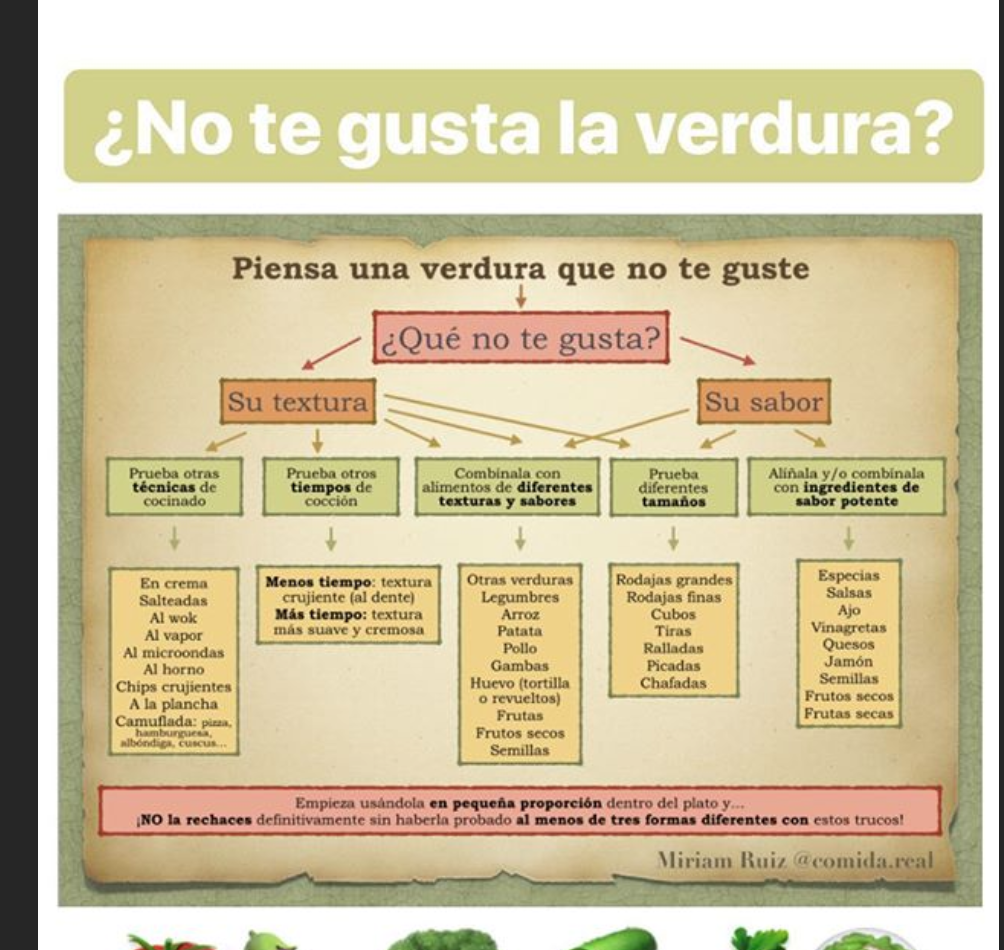 ¿No te gusta la verdura?
Piensa una verdura que no te guste
¿Qué no te gusta?
Su textura
Su sabor
Prueba otras
técnicas de
cocinado
Prueba otros
tiempos de
cocción
Combínala con
alimentos de diferentes
texturas y sabores
Prueba
diferentes
tamaños
Alíñala y/o combínala
con ingredientes de
sabor potente
En crema
Salteadas
Al wok
Al vapor
Al microondas
Al horno
Chips crujientes
A la plancha
Camuflada: pizza,
hamburguesa,
albóndiga, cuscus...
Menos tiempo: textura
crujiente (al dente)
Más tiempo: textura
más suave y cremosa
Otras verduras
Legumbres
Arroz
Patata
Pollo
Gambas
Huevo (tortilla
o revueltos)
Frutas
Frutos secos
Semillas
Rodajas grandes
Rodajas finas
Cubos
Tiras
Ralladas
Picadas
Chafadas
Especias
Salsas
Ajo
Vinagretas
Quesos
Jamón
Semillas
Frutos secos
Frutas secas
Empieza usándola en pequeña proporción dentro del plato y...
¡NO la rechaces definitivamente sin haberla probado al menos de tres formas diferentes con estos trucos!
Miriam Ruiz @comida.real